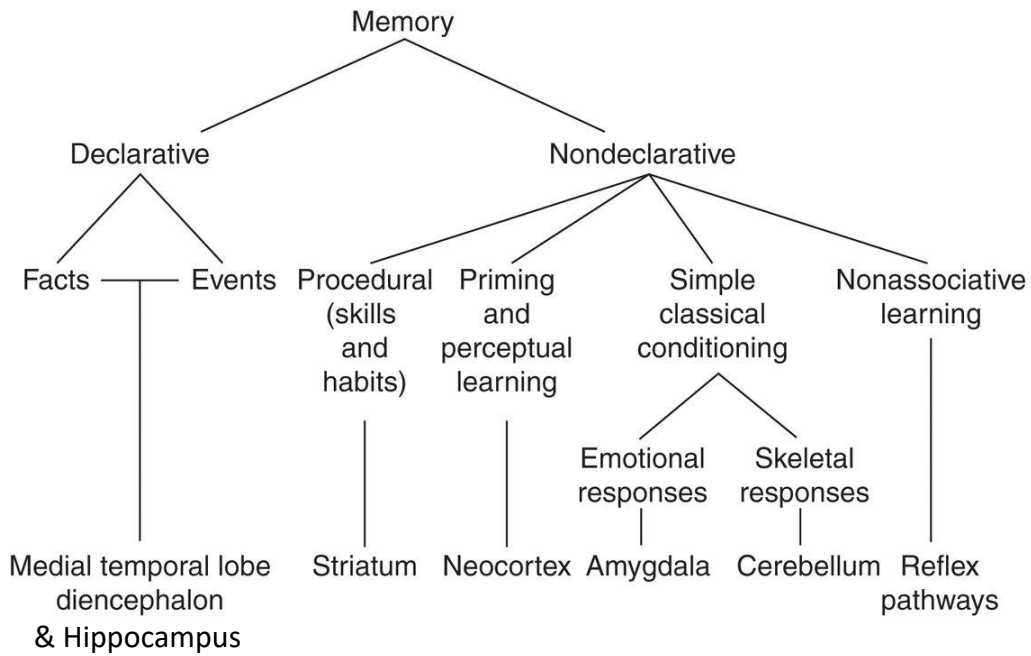 Memory
Declarative
Nondeclarative
Facts
Events
Procedural
(skills
and
habits)
Priming
and
perceptual
learning
Simple
classical
conditioning
Nonassociative
learning
Emotional
responses
Skeletal
responses
Medial temporal lobe
diencephalon
& Hippocampus
Striatum
Neocortex
Amygdala
Cerebellum
Reflex
pathways